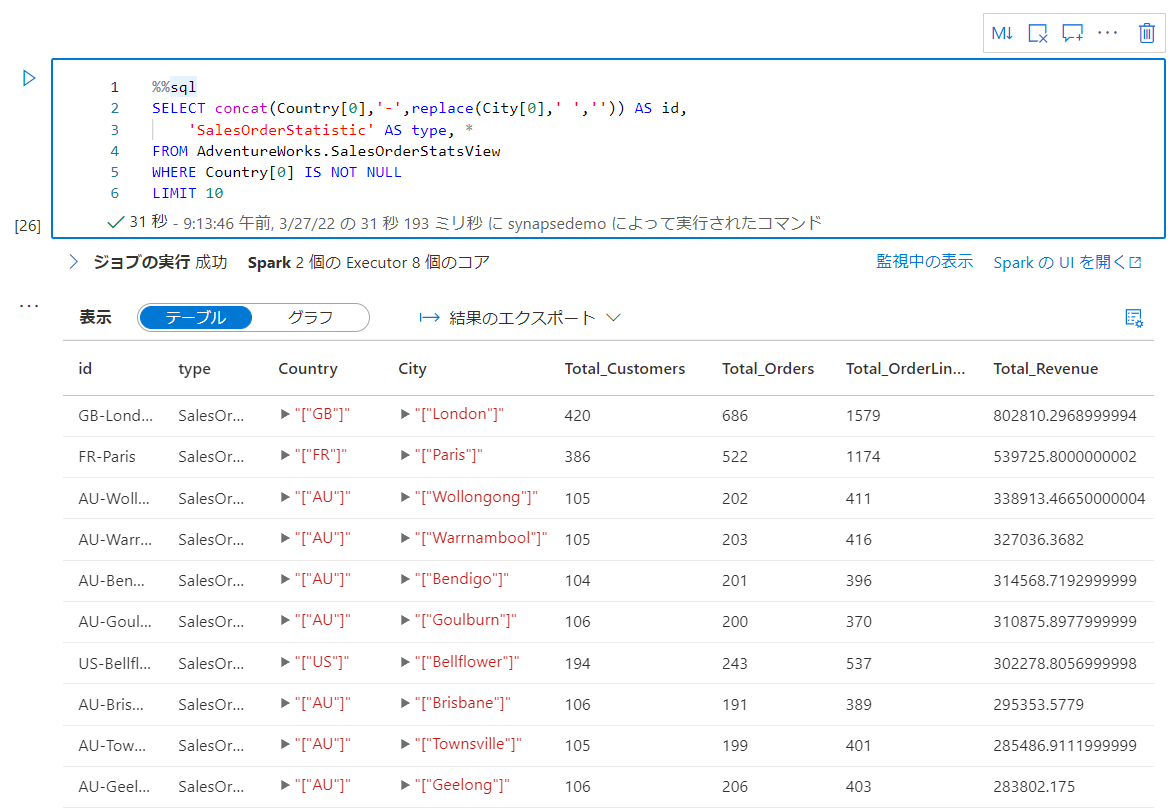 M↓
1 %%sql
2 SELECT concat(Country[0],'-',replace(City[0],' ','')) AS id,
3 'SalesOrderStatistic' AS type, *
4 FROM AdventureWorks.SalesOrderStatsView
5 WHERE Country[0] IS NOT NULL
6 LIMIT 10
[26] 31 秒 - 9:13:46 午前, 3/27/22 の 31 秒 193 ミリ秒 に synapsedemo によって実行されたコマンド
ジョブの実行 成功 Spark 2 個の Executor 8 個のコア 監視中の表示 Spark の UI を開く
表示 テーブル グラフ 結果のエクスポート
id type Country City Total_Customers Total_Orders Total_OrderLin... Total_Revenue
GB-Lond... SalesOr... "["GB"]" "["London"]" 420 686 1579 802810.2968999994
FR-Paris SalesOr... "["FR"]" "["Paris"]" 386 522 1174 539725.8000000002
AU-Woll... SalesOr... "["AU"]" "["Wollongong"]" 105 202 411 338913.46650000004
AU-Warr... SalesOr... "["AU"]" "["Warrnambool"]" 105 203 416 327036.3682
AU-Ben... SalesOr... "["AU"]" "["Bendigo"]" 104 201 396 314568.7192999999
AU-Goul... SalesOr... "["AU"]" "["Goulburn"]" 106 200 370 310875.8977999999
US-Bellfl... SalesOr... "["US"]" "["Bellflower"]" 194 243 537 302278.8056999998
AU-Bris... SalesOr... "["AU"]" "["Brisbane"]" 106 191 389 295353.5779
AU-Tow... SalesOr... "["AU"]" "["Townsville"]" 105 199 401 285486.9111999999
AU-Geel... SalesOr... "["AU"]" "["Geelong"]" 106 206 403 283802.175